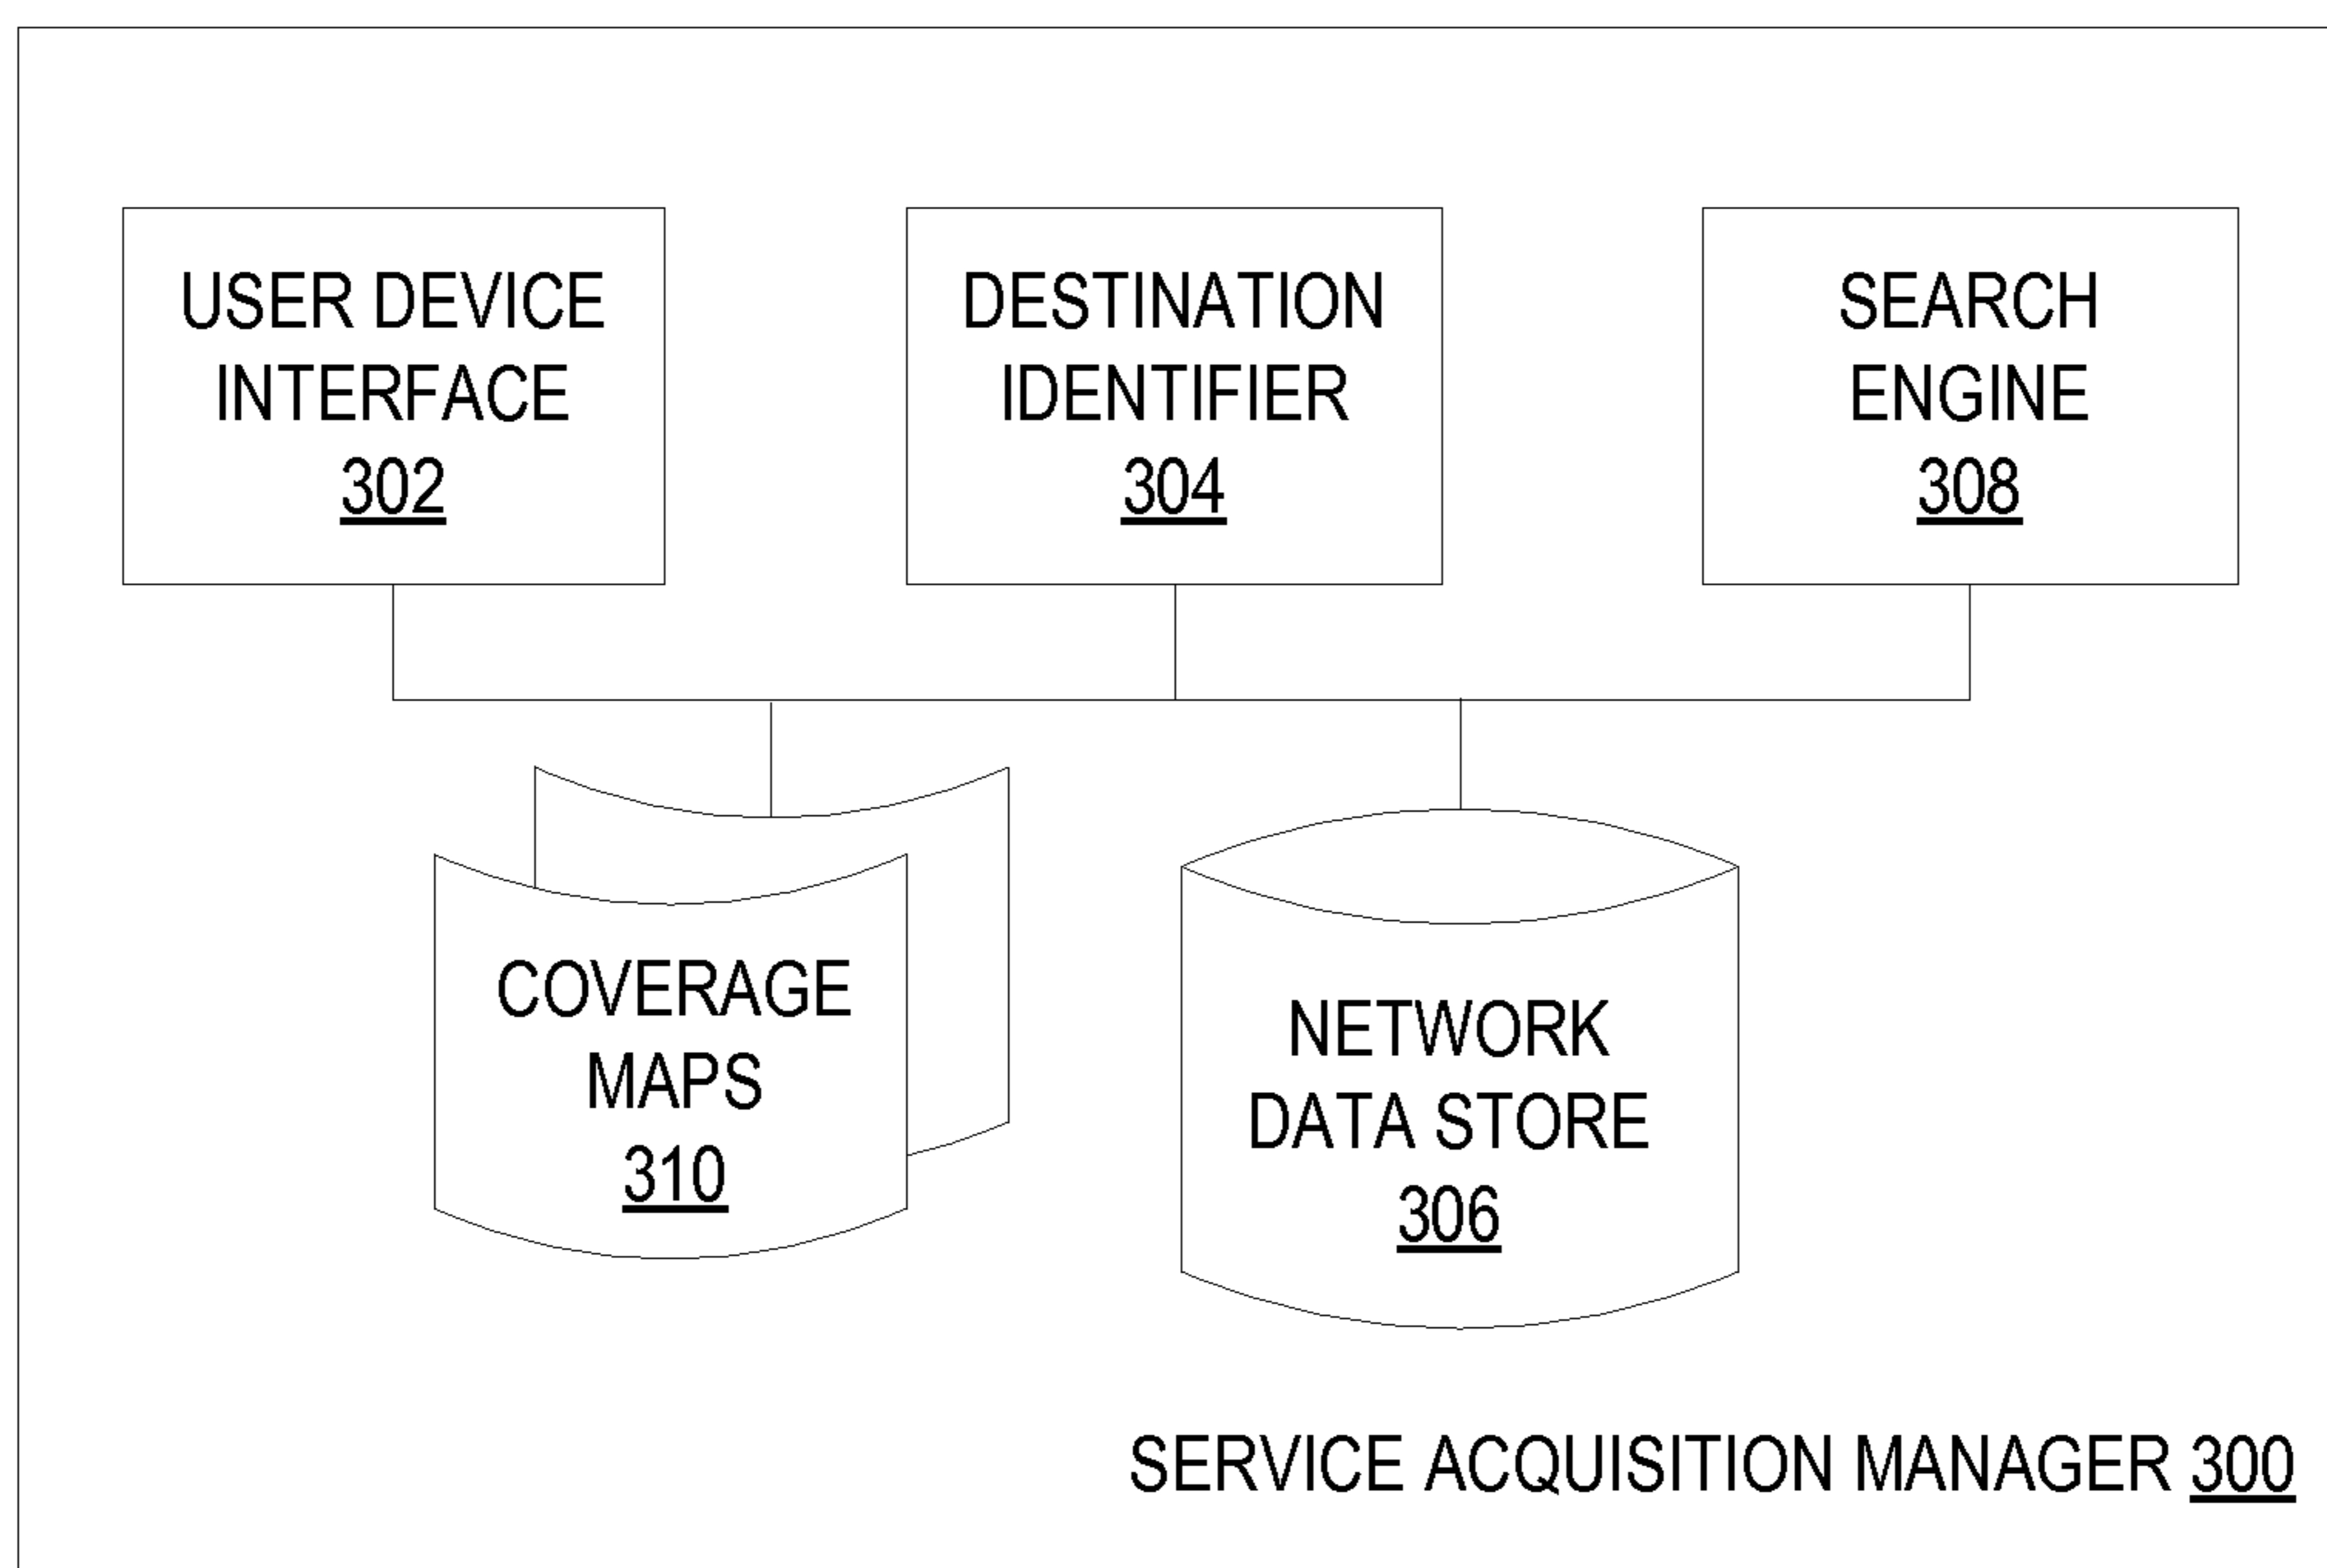 USER DEVICE
INTERFACE
302
DESTINATION
IDENTIFIER
304
SEARCH
ENGINE
308
COVERAGE
MAPS
310
NETWORK
DATA STORE
306
SERVICE ACQUISITION MANAGER 300